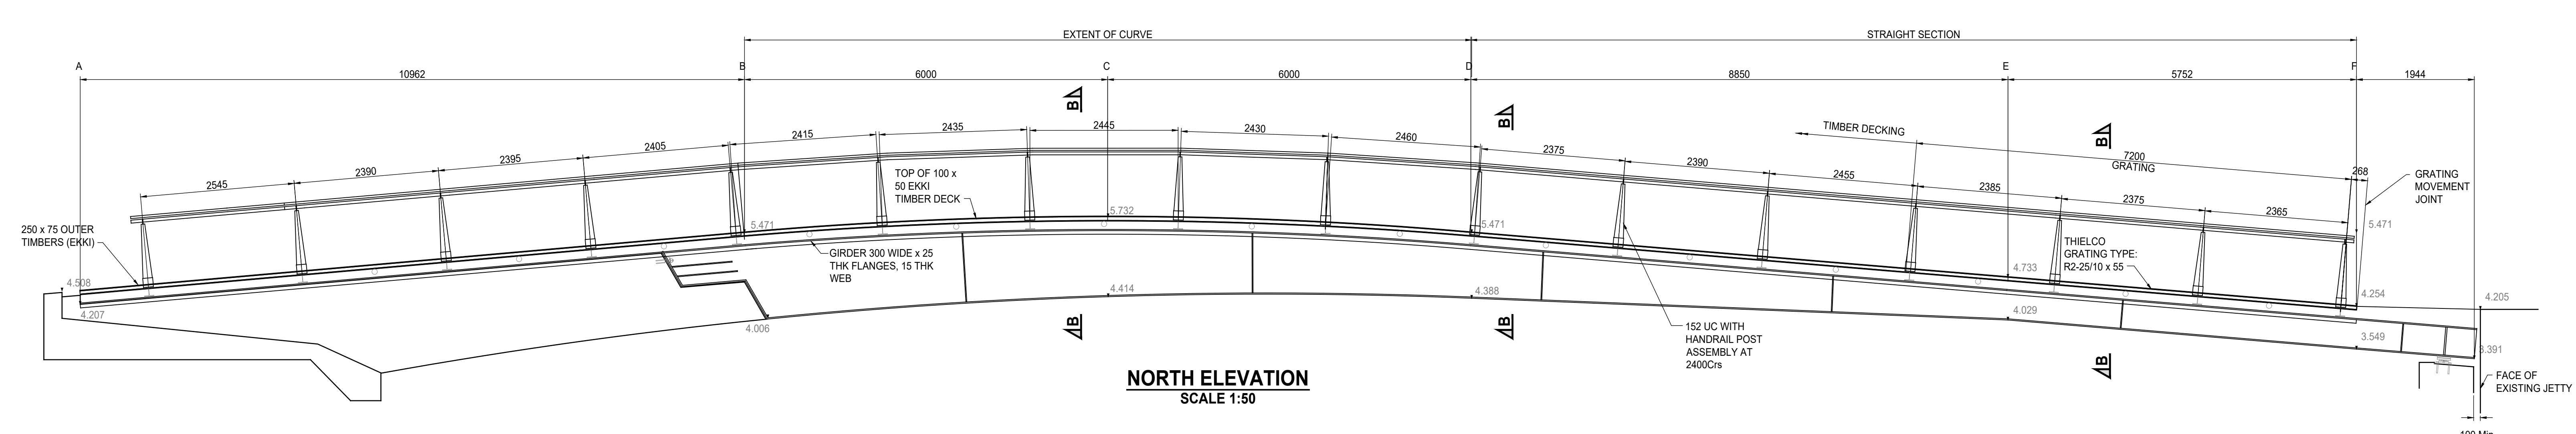 EXTENT OF CURVE
STRAIGHT SECTION
A
B
C
D
E
F
10962
6000
6000
8850
5752
1944
B
B
B
2545
2390
2395
2405
2415
2435
2445
2430
2460
2375
2390
2455
2385
2375
2365
TIMBER DECKING
7200
GRATING
268
GRATING
MOVEMENT
JOINT
TOP OF 100 x
50 EKKI
TIMBER DECK
250 x 75 OUTER
TIMBERS (EKKI)
5.471
5.732
5.471
5.471
GIRDER 300 WIDE x 25
THK FLANGES, 15 THK
WEB
THIELCO
GRATING TYPE:
R2-25/10 x 55
4.508
4.733
4.414
4.388
4.254
4.205
4.207
4.006
4.029
3.549
3.391
B
B
B
152 UC WITH
HANDRAIL POST
ASSEMBLY AT
2400Crs
NORTH ELEVATION
SCALE 1:50
FACE OF
EXISTING JETTY
100 Min